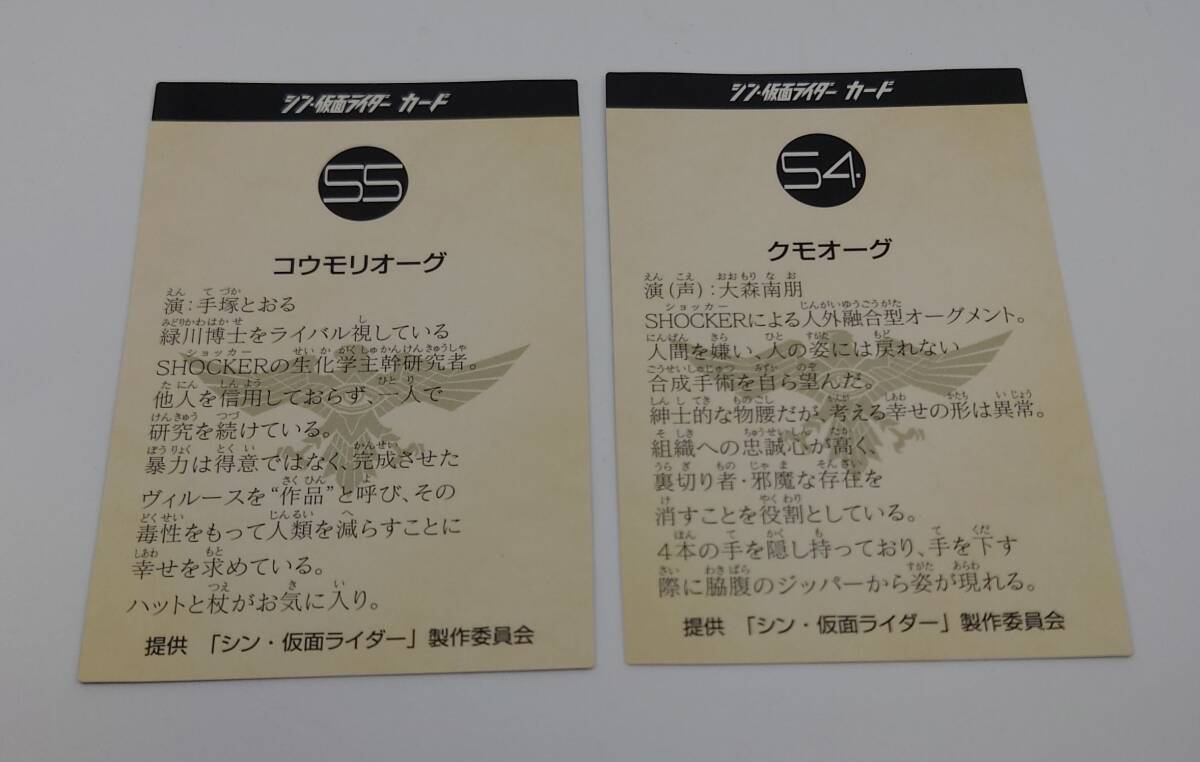 シン・仮面ライダー カード
55
コウモリオーグ
演：手塚とおる
緑川博士をライバル視している
SHOCKERの生化学主幹研究者。
他人を信用しておらず、一人で
研究を続けている。
暴力は得意ではなく、完成させた
ヴィルースを“作品”と呼び、その
毒性をもって人類を減らすことに
幸せを求めている。
ハットと杖がお気に入り。
提供 「シン・仮面ライダー」製作委員会
シン・仮面ライダー カード
54
クモオーグ
演（声）：大森南朋
SHOCKERによる人外融合型オーグメント。
人間を嫌い、人の姿には戻れない
合成手術を自ら望んだ。
紳士的な物腰だが、考える幸せの形は異常。
組織への忠誠心が高く、
裏切り者・邪魔な存在を
消すことを役割としている。
4本の手を隠し持っており、手を下す
際に脇腹のジッパーから姿が現れる。
提供 「シン・仮面ライダー」製作委員会